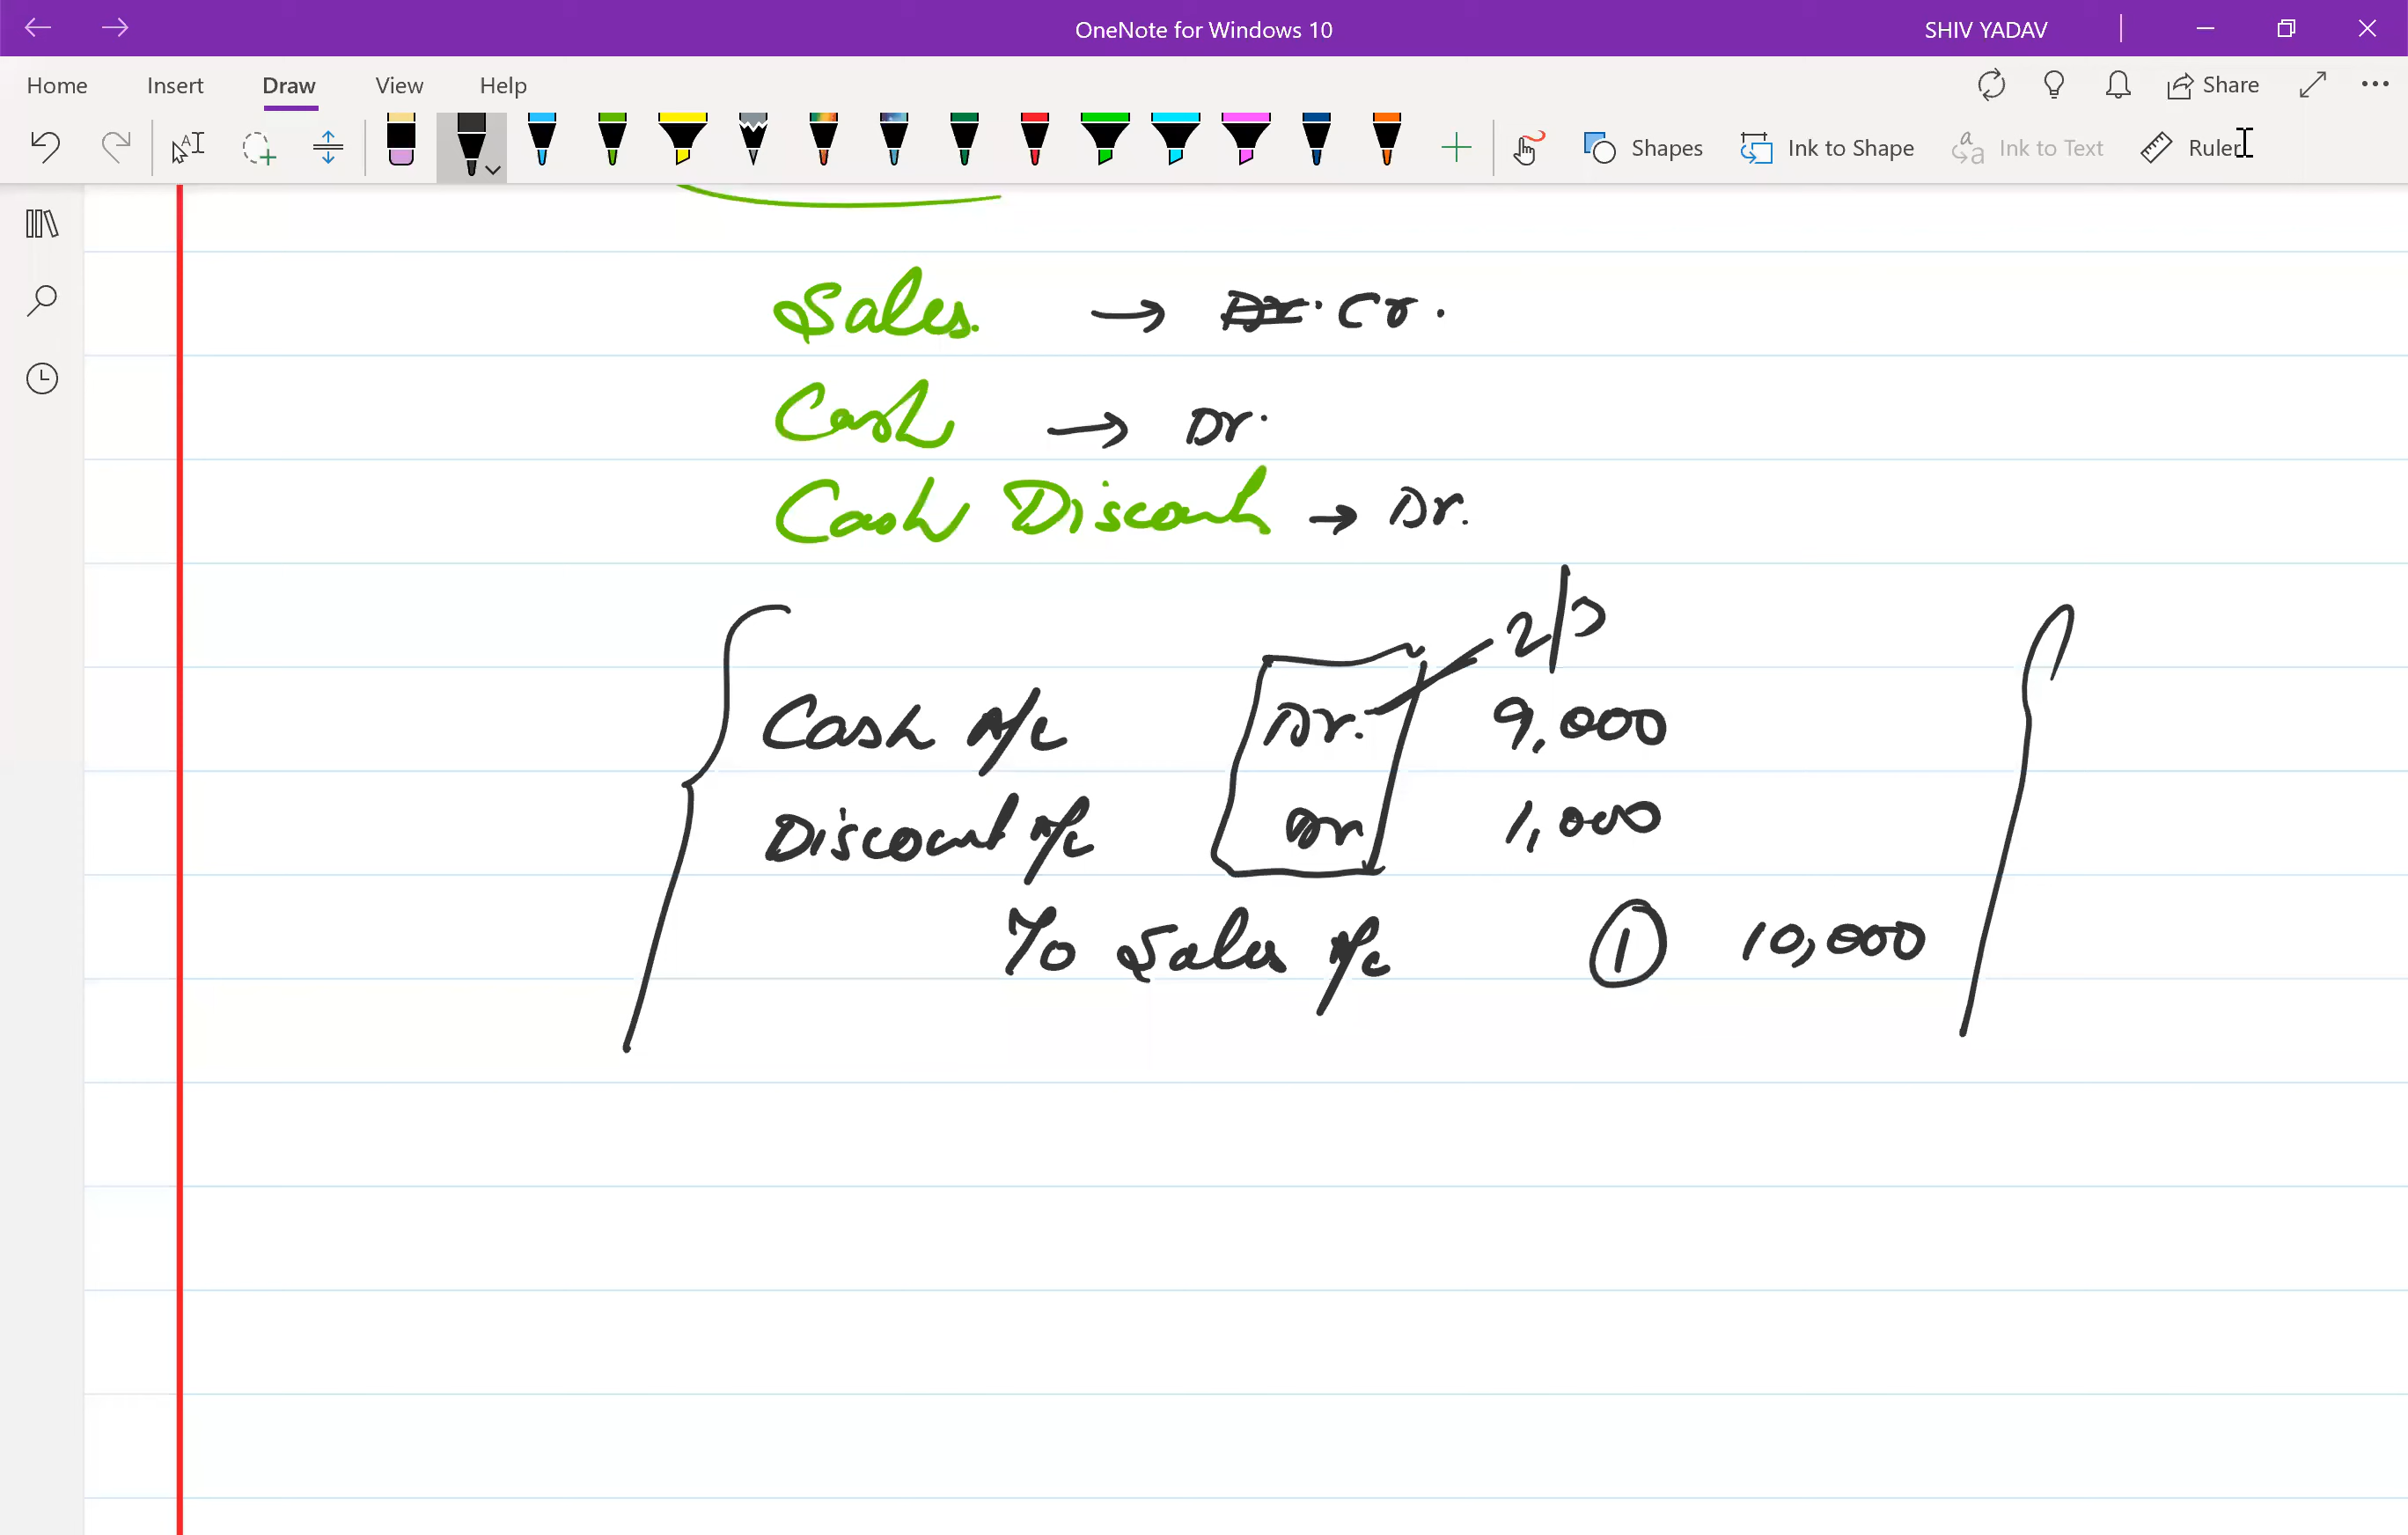 OneNote for Windows 10 SHIV YADAV
Home Insert Draw View Help Share
Shapes Ink to Shape Ink to Text Ruler
Sales. → Dr. Cr.
Cash → Dr.
Cash Discount → Dr.
Cash A/c Dr. 9,000
Discount A/c Dr 1,000
To Sales A/c 1 10,000